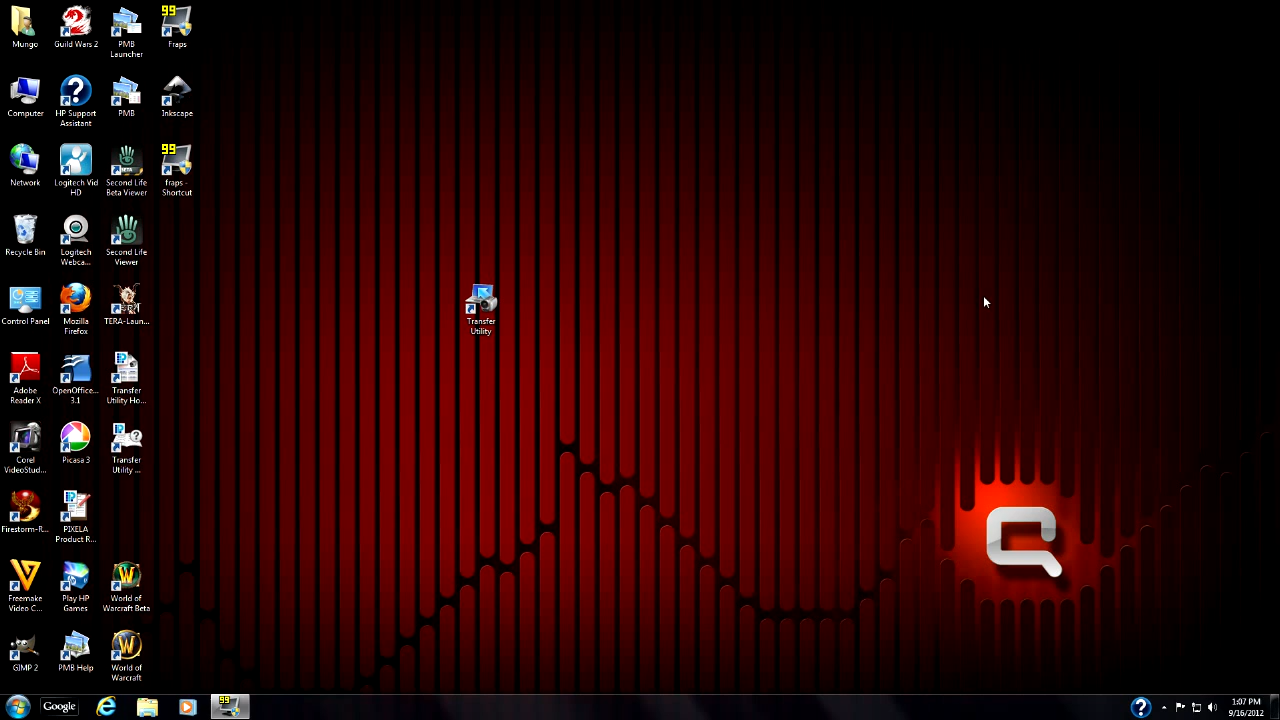 Mungo
Guild Wars 2
PMB
Launcher
99
Fraps
Computer
HP Support
Assistant
PMB
Inkscape
Network
Logitech Vid
HD
Second Life
Beta Viewer
99
fraps -
Shortcut
Recycle Bin
Logitech
Webca...
Second Life
Viewer
Control Panel
Mozilla
Firefox
TERA-Laun...
Transfer
Utility
Adobe
Reader X
OpenOffice...
3.1
Transfer
Utility Ho...
Corel
VideoStud...
Picasa 3
Transfer
Utility ...
Firestorm-R...
PIXELA
Product R...
Freemake
Video C...
Play HP
Games
World of
Warcraft Beta
GIMP 2
PMB Help
World of
Warcraft
Google
99
1:07 PM
9/16/2012